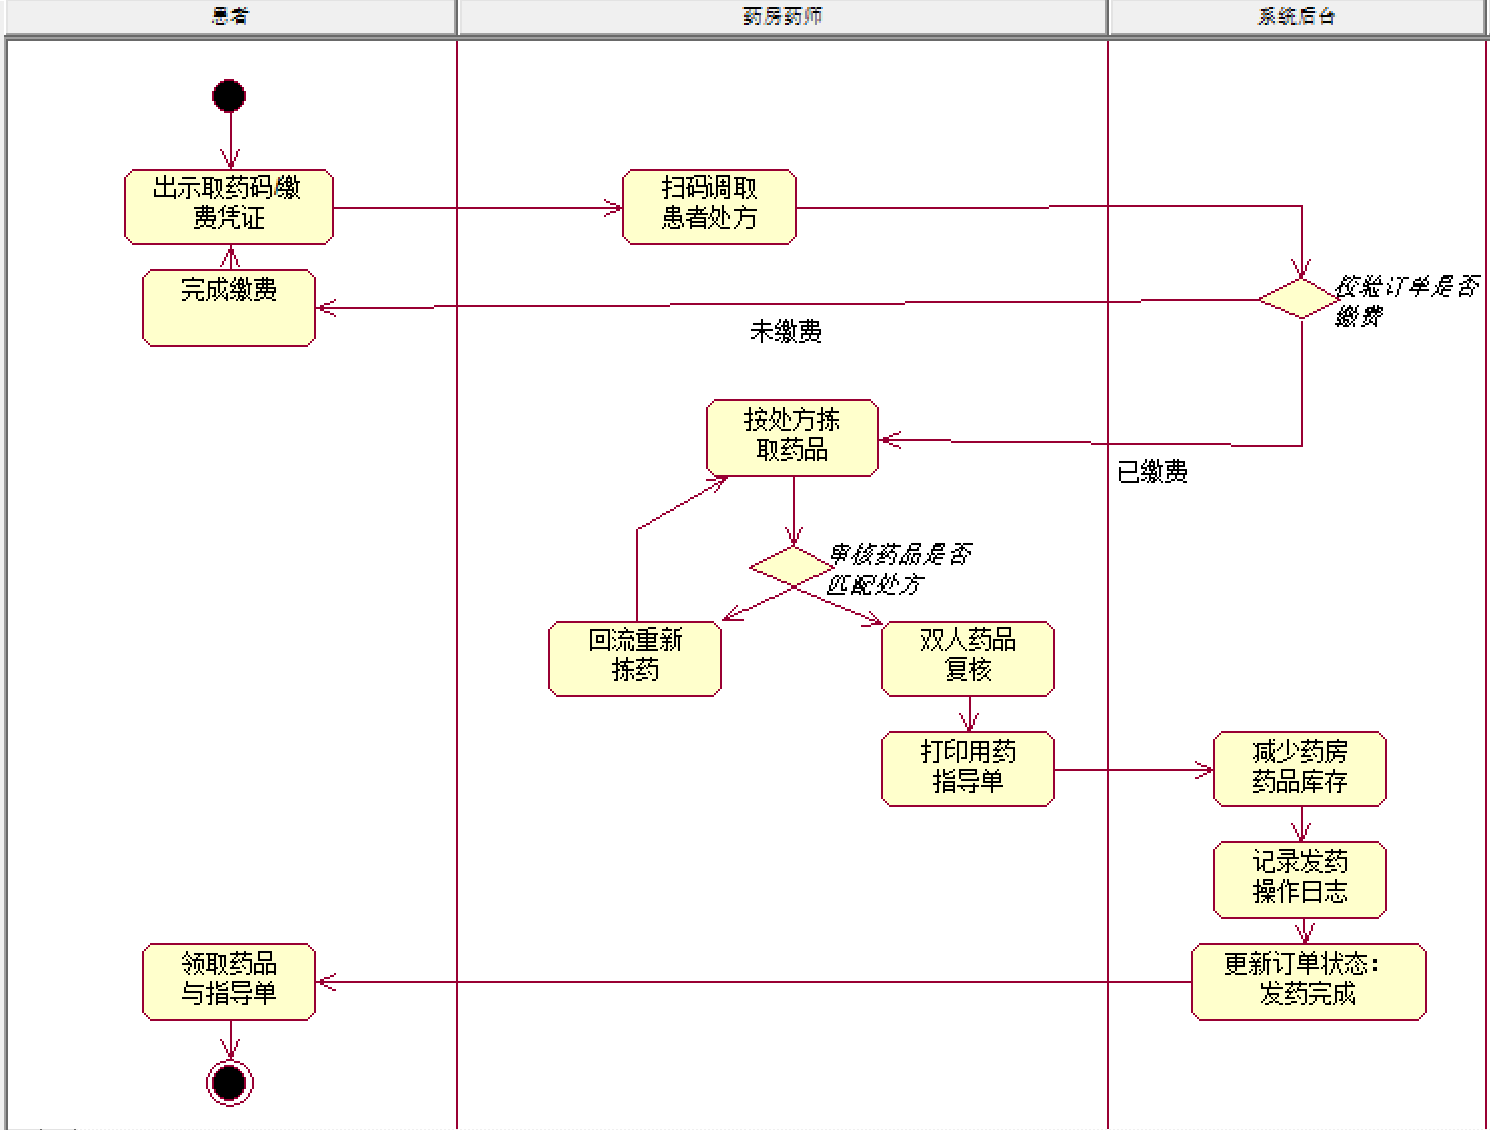 患者
药房药师
系统后台
出示取药码/缴
费凭证
扫码调取
患者处方
完成缴费
校验订单是否
缴费
未缴费
按处方拣
取药品
已缴费
审核药品是否
匹配处方
回流重新
拣药
双人药品
复核
打印用药
指导单
减少药房
药品库存
记录发药
操作日志
领取药品
与指导单
更新订单状态：
发药完成